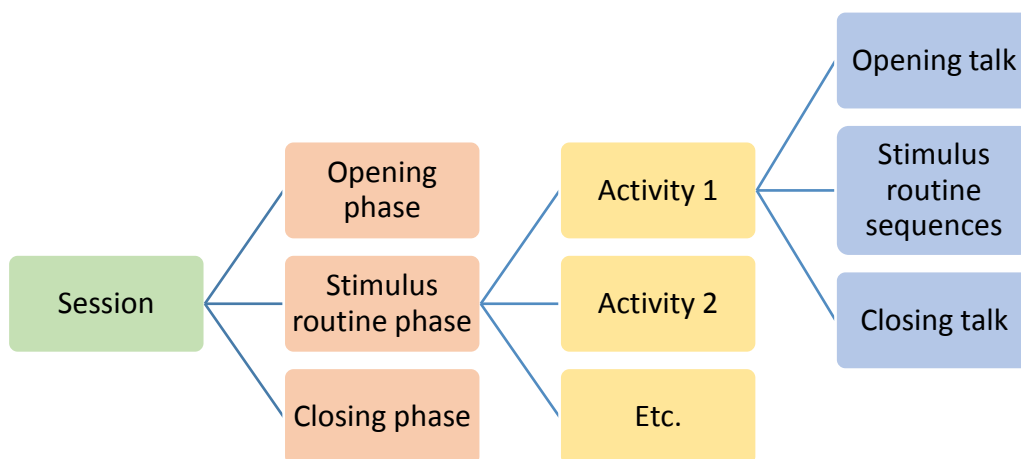 Session
Opening
phase
Stimulus
routine phase
Closing phase
Activity 1
Activity 2
Etc.
Opening talk
Stimulus
routine
sequences
Closing talk